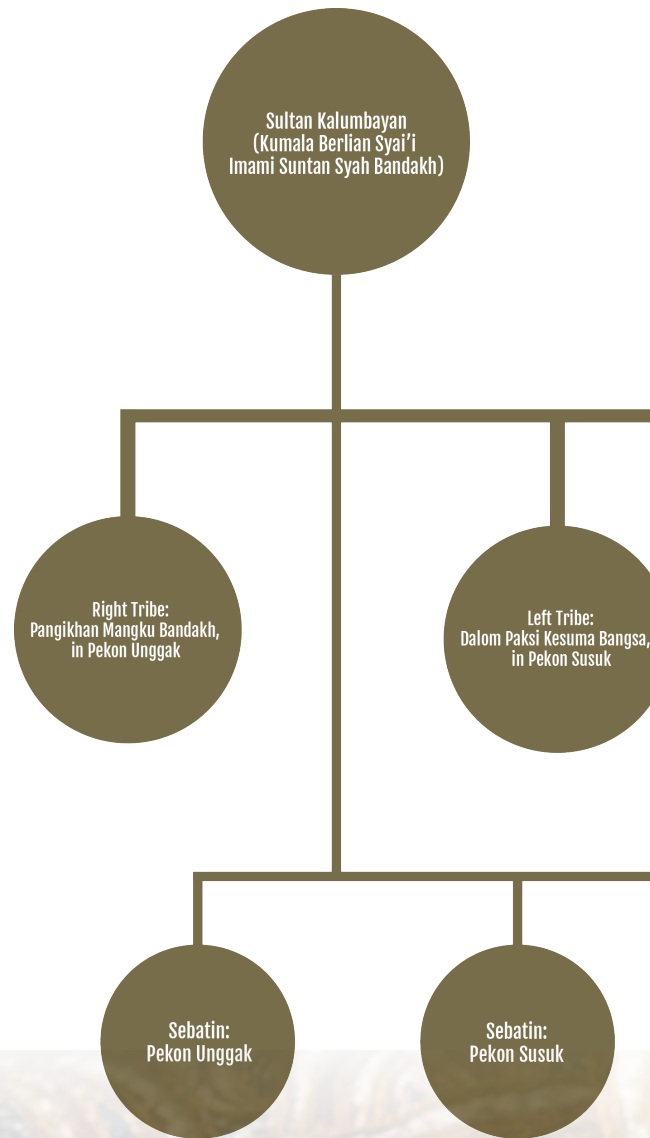 Sultan Kalumbayan
(Kumala Berlian Syai’i
Imami Suntan Syah Bandakh)
Right Tribe:
Pangikhan Mangku Bandakh,
in Pekon Unggak
Left Tribe:
Dalom Paksi Kesuma Bangsa,
in Pekon Susuk
Sebatin:
Pekon Unggak
Sebatin:
Pekon Susuk